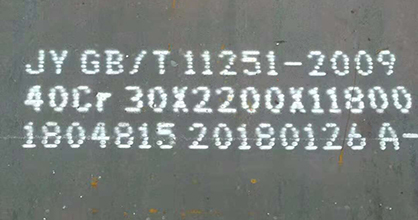 JY GB/T 11251-2009
40Cr 30X2200X11800
1804815 20180126 A-